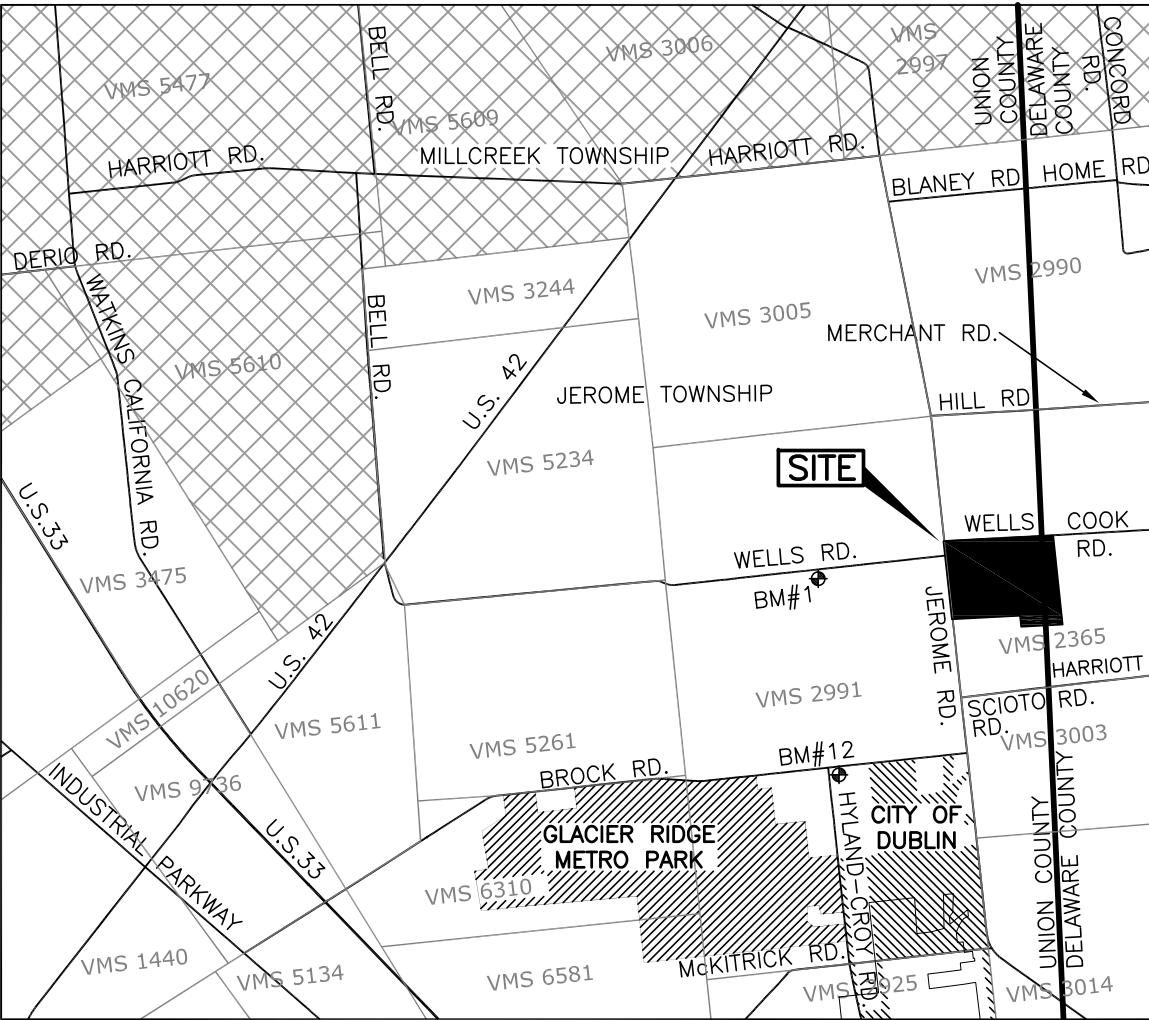 VMS 5477
BELL RD.
VMS 3006
VMS
2997
UNION
COUNTY
DELAWARE
COUNTY
CONCORD
RD.
VMS 5609
HARRIOTT RD.
MILLCREEK TOWNSHIP
HARRIOTT RD.
BLANEY RD
HOME RD
DERIO RD.
WATKINS CALIFORNIA RD.
VMS 3244
BELL RD.
VMS 3005
VMS 2990
MERCHANT RD.
VMS 5610
U.S. 42
JEROME TOWNSHIP
HILL RD
VMS 5234
SITE
U.S.33
WELLS
COOK
RD.
WELLS RD.
VMS 3475
BM#1
JEROME RD.
U.S. 42
VMS 2365
HARRIOTT
RD.
VMS 10620
VMS 2991
SCIOTO
RD.
VMS 5611
VMS 5261
VMS 3003
BM#12
BROCK RD.
VMS 9736
INDUSTRIAL PARKWAY
U.S.33
GLACIER RIDGE
METRO PARK
HYLAND-CROY RD.
CITY OF
DUBLIN
UNION COUNTY
DELAWARE COUNTY
VMS 6310
VMS 1440
VMS 5134
VMS 6581
McKITRICK RD.
VMS 2925
VMS 3014